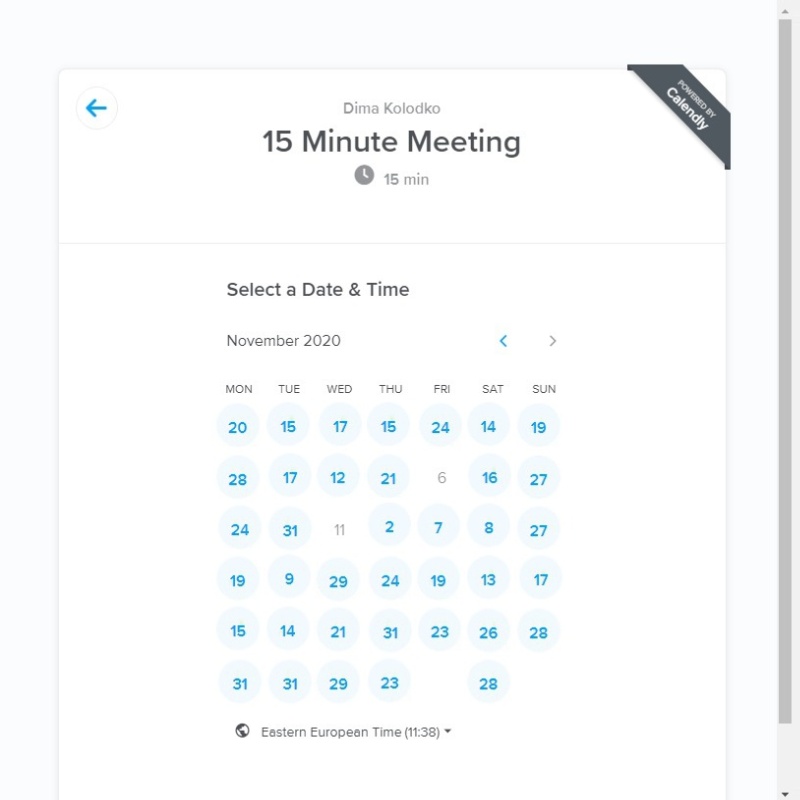 POWERED BY
Calendly
Dima Kolodko
15 Minute Meeting
15 min
Select a Date & Time
November 2020
MON TUE WED THU FRI SAT SUN
20 15 17 15 24 14 19
28 17 12 21 6 16 27
24 31 11 2 7 8 27
19 9 29 24 19 13 17
15 14 21 31 23 26 28
31 31 29 23 28
Eastern European Time (11:38)